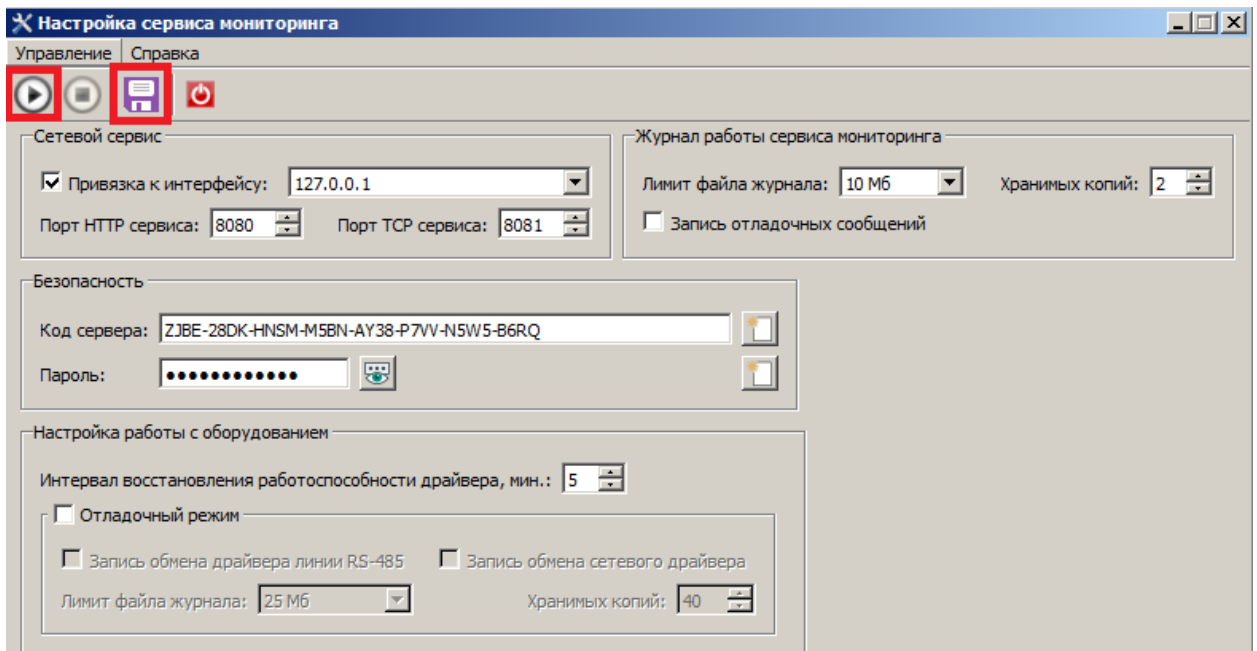 Настройка сервиса мониторинга
Управление Справка
Сетевой сервис
Привязка к интерфейсу: 127.0.0.1
Порт HTTP сервиса: 8080 Порт TCP сервиса: 8081
Журнал работы сервиса мониторинга
Лимит файла журнала: 10 Мб Хранимых копий: 2
Запись отладочных сообщений
Безопасность
Код сервера: ZJBE-28DK-HNSM-M5BN-AY38-P7VV-N5W5-B6RQ
Пароль: ●●●●●●●●●●●●
Настройка работы с оборудованием
Интервал восстановления работоспособности драйвера, мин.: 5
Отладочный режим
Запись обмена драйвера линии RS-485 Запись обмена сетевого драйвера
Лимит файла журнала: 25 Мб Хранимых копий: 40